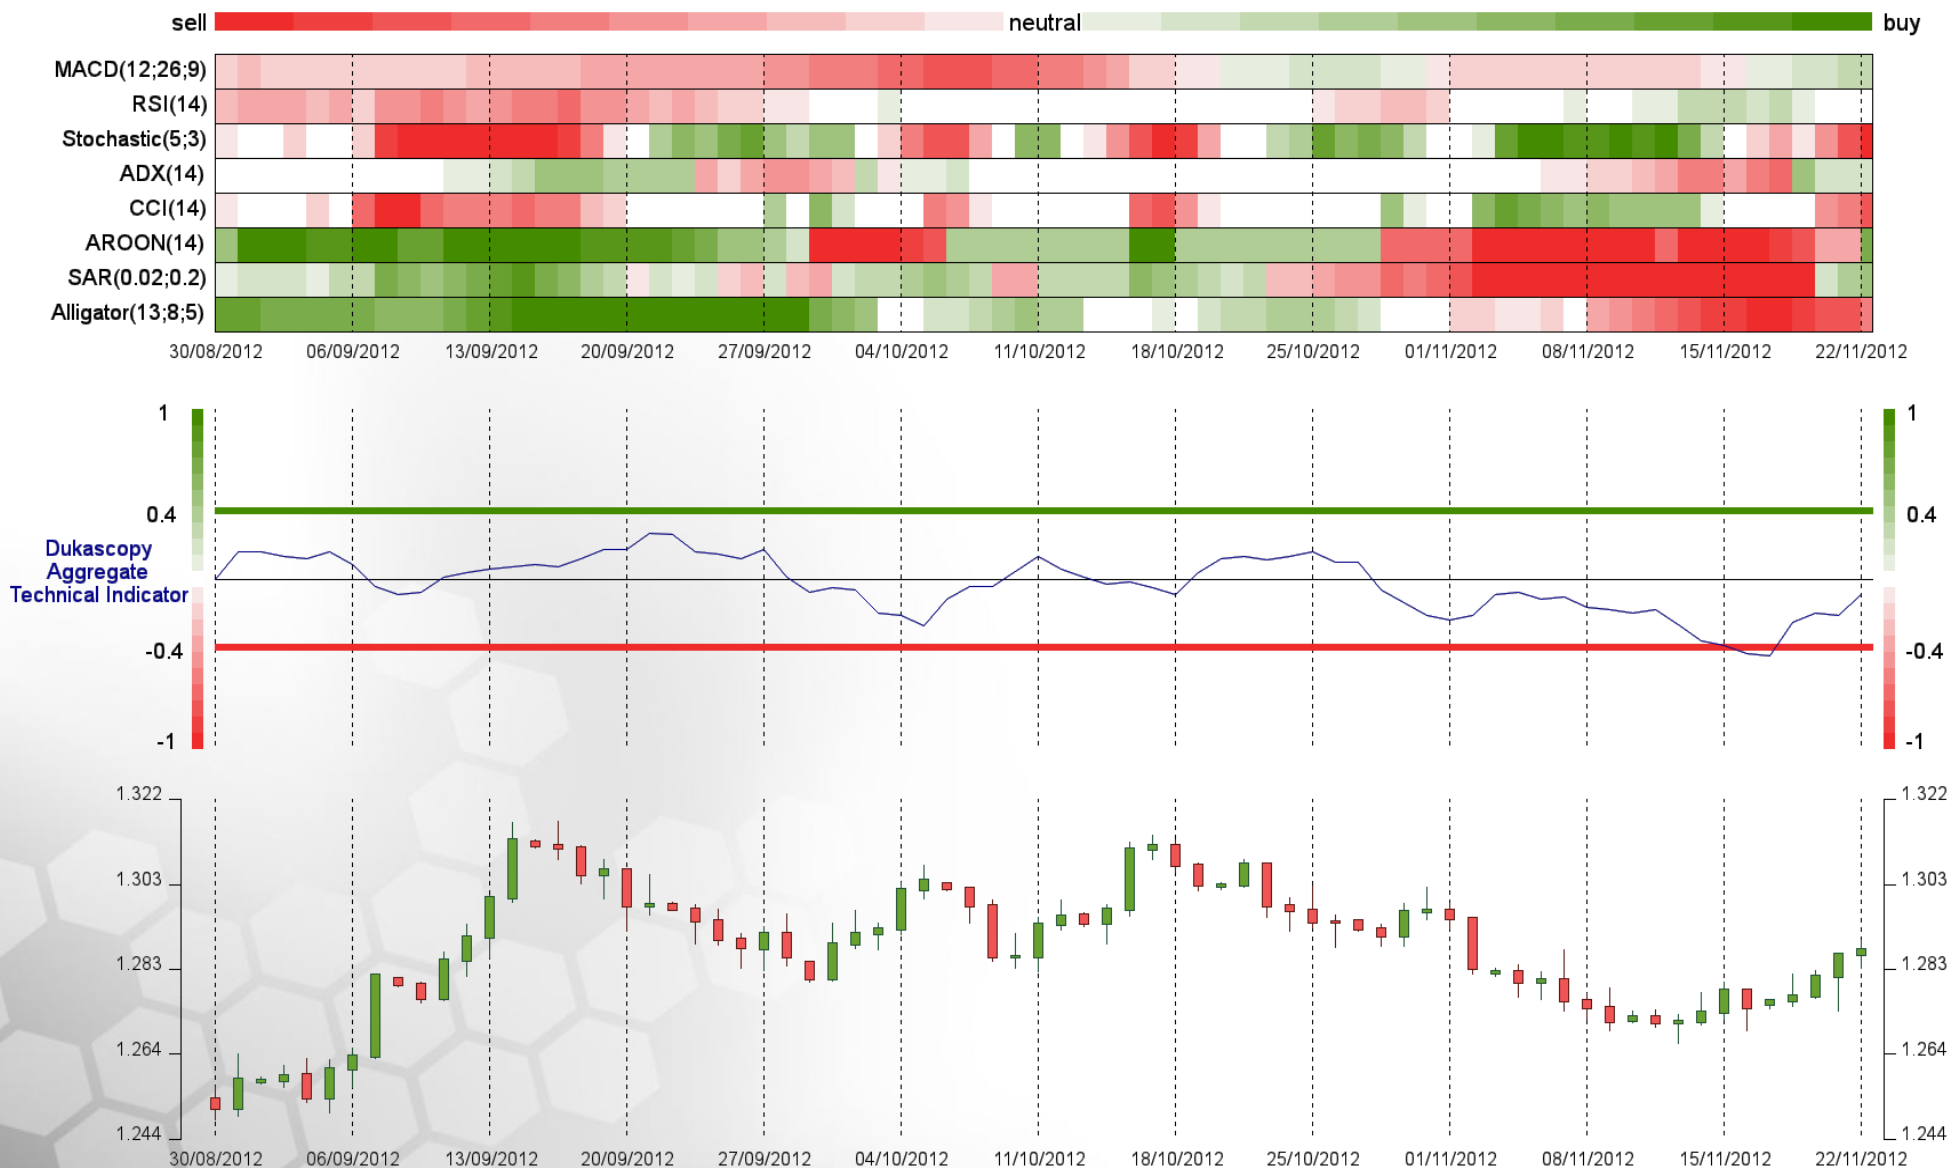 sell neutral buy
MACD(12;26;9)
RSI(14)
Stochastic(5;3)
ADX(14)
CCI(14)
AROON(14)
SAR(0.02;0.2)
Alligator(13;8;5)
30/08/2012 06/09/2012 13/09/2012 20/09/2012 27/09/2012 04/10/2012 11/10/2012 18/10/2012 25/10/2012 01/11/2012 08/11/2012 15/11/2012 22/11/2012
1 1
0.4 0.4
Dukascopy
Aggregate
Technical Indicator
-0.4 -0.4
-1 -1
1.322 1.322
1.303 1.303
1.283 1.283
1.264 1.264
1.244 1.244
30/08/2012 06/09/2012 13/09/2012 20/09/2012 27/09/2012 04/10/2012 11/10/2012 18/10/2012 25/10/2012 01/11/2012 08/11/2012 15/11/2012 22/11/2012